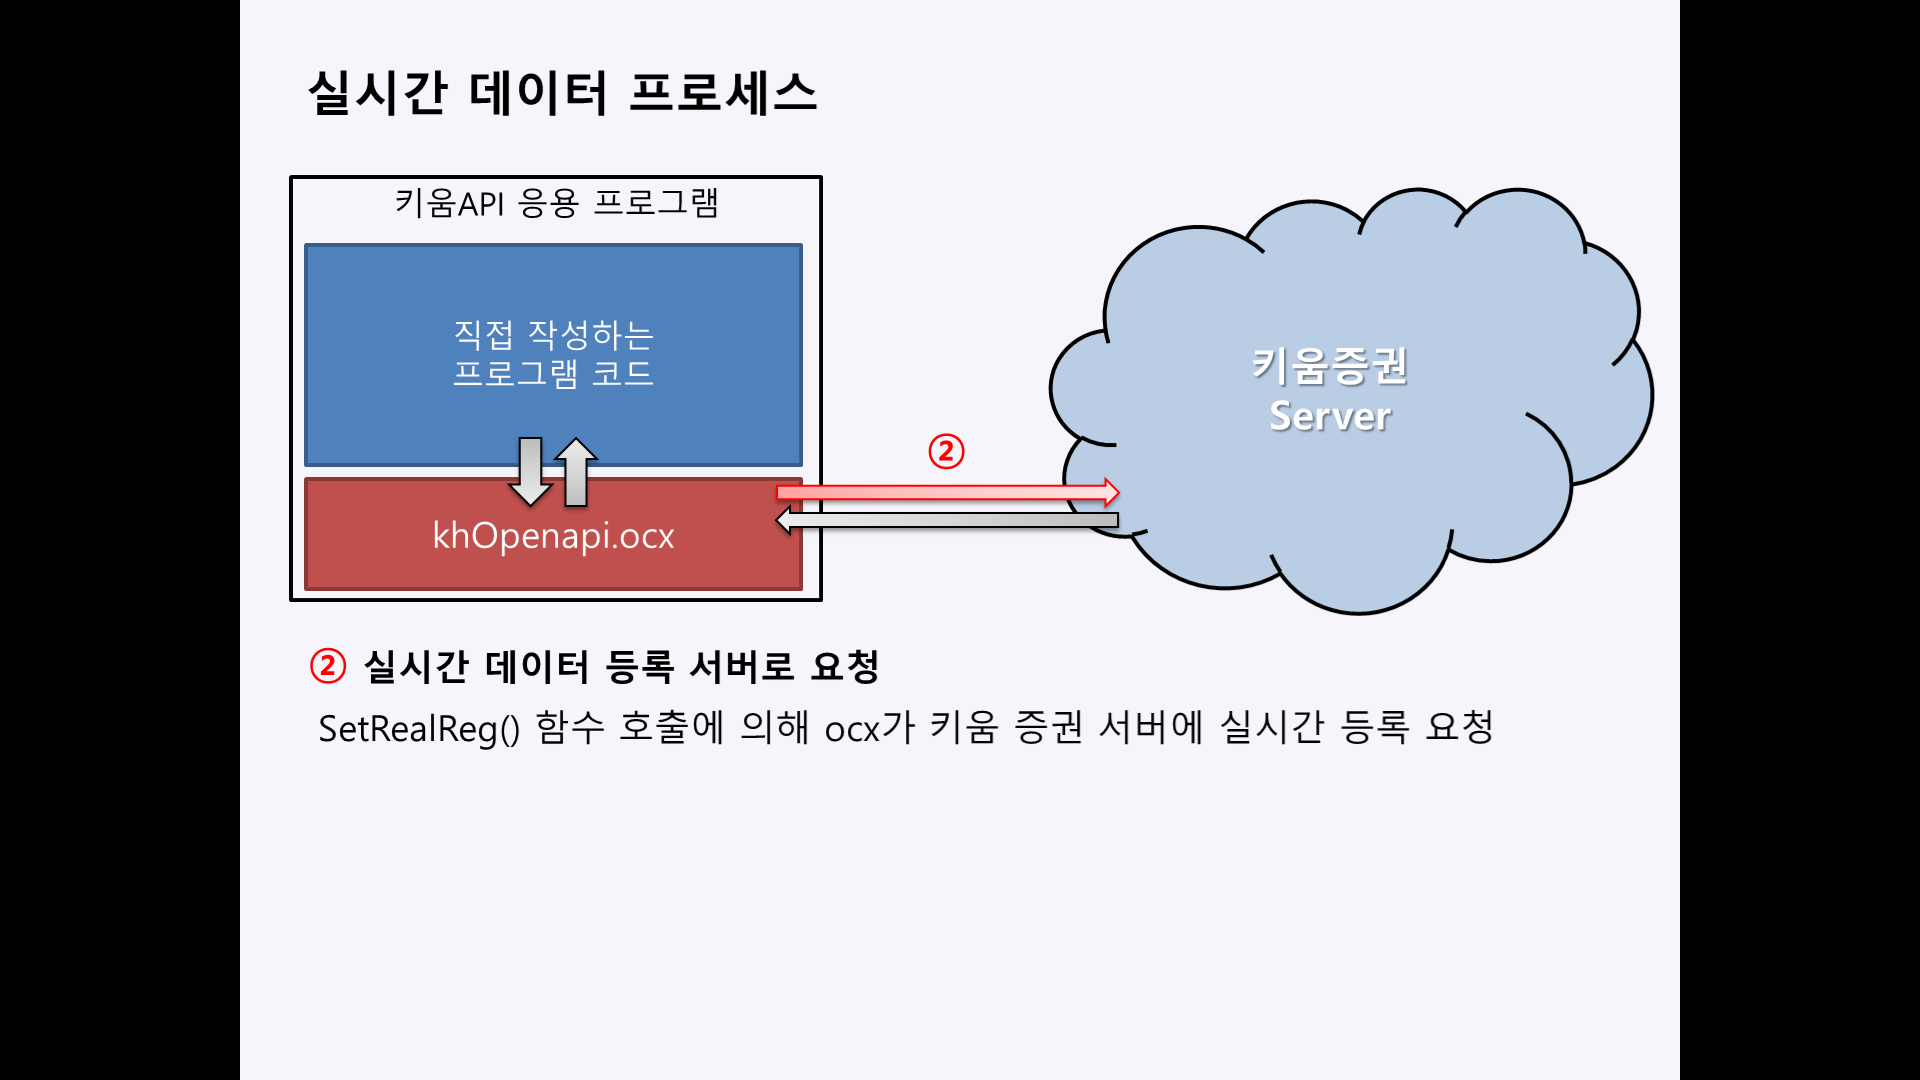 실시간 데이터 프로세스
키움API 응용 프로그램
직접 작성하는
프로그램 코드
khOpenapi.ocx
②
키움증권
Server
② 실시간 데이터 등록 서버로 요청
SetRealReg() 함수 호출에 의해 ocx가 키움 증권 서버에 실시간 등록 요청